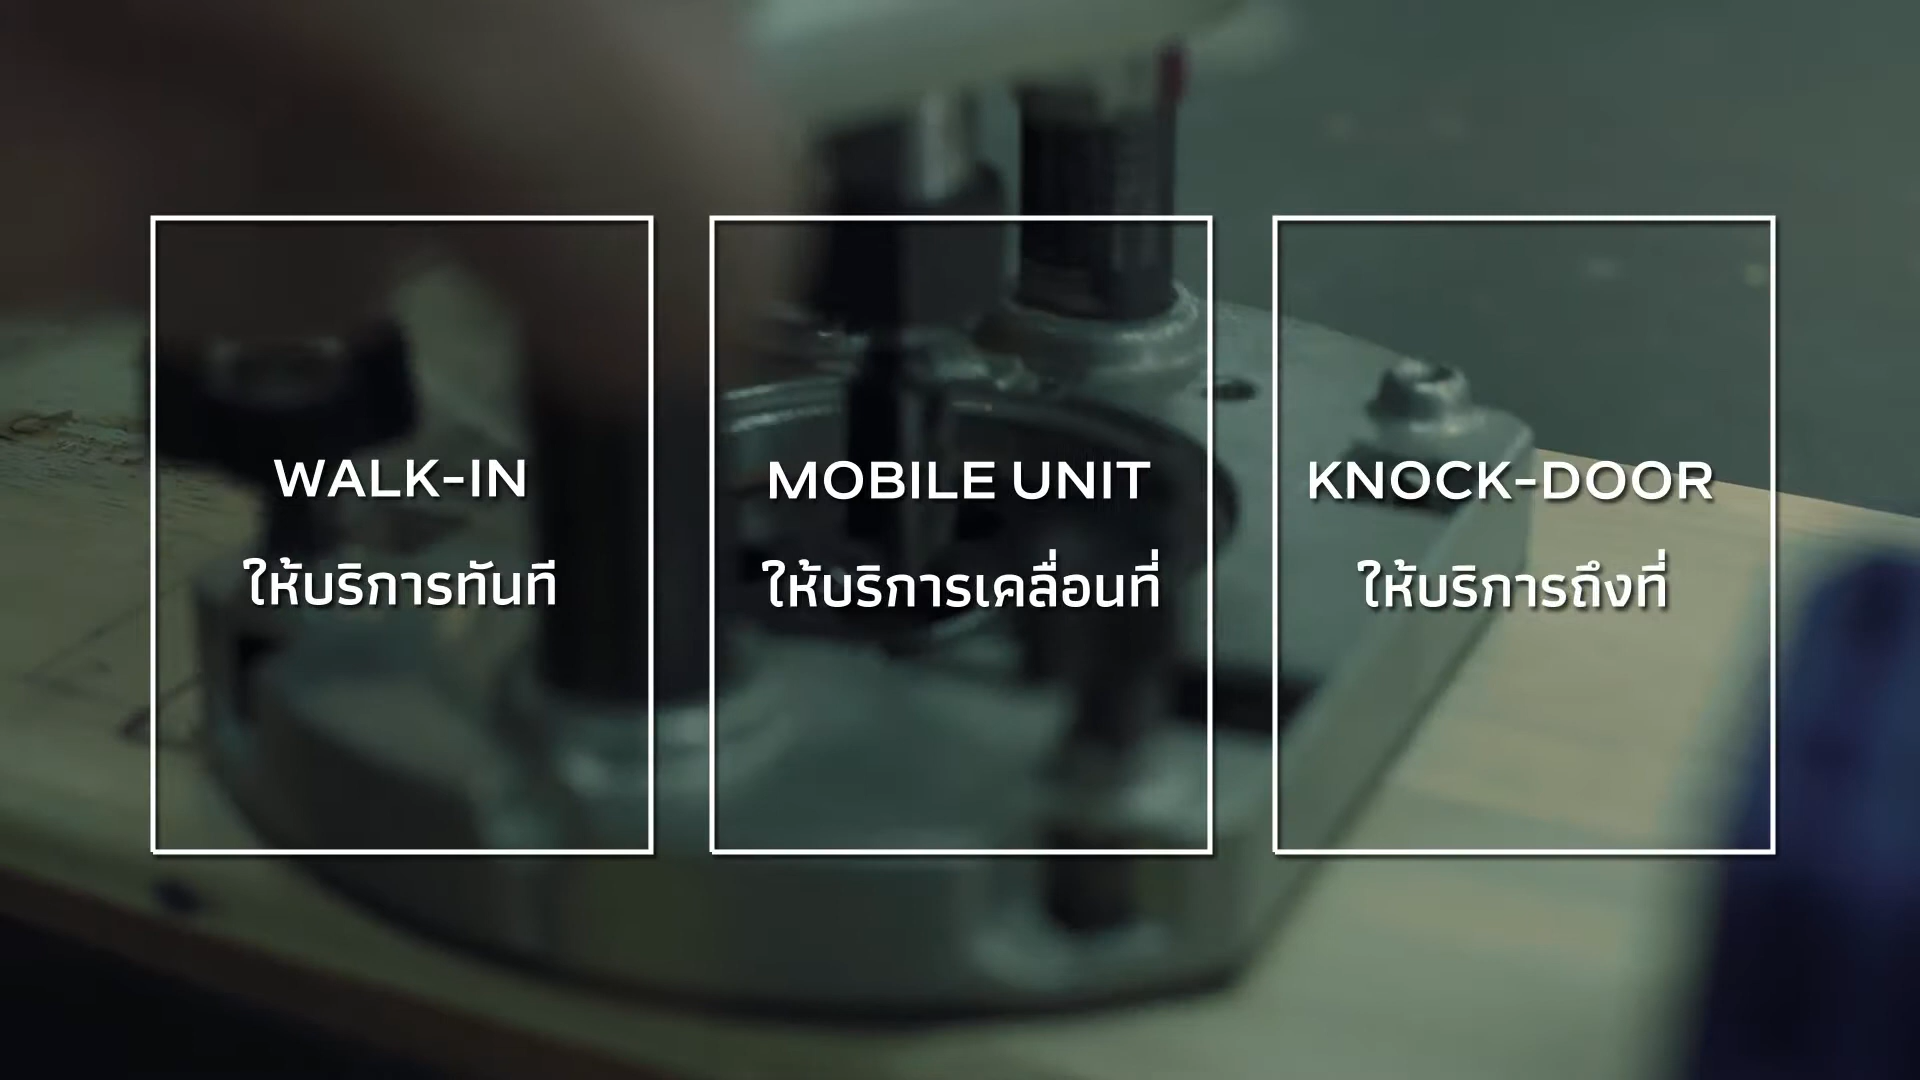 WALK-IN
ให้บริการทันที
MOBILE UNIT
ให้บริการเคลื่อนที่
KNOCK-DOOR
ให้บริการถึงที่